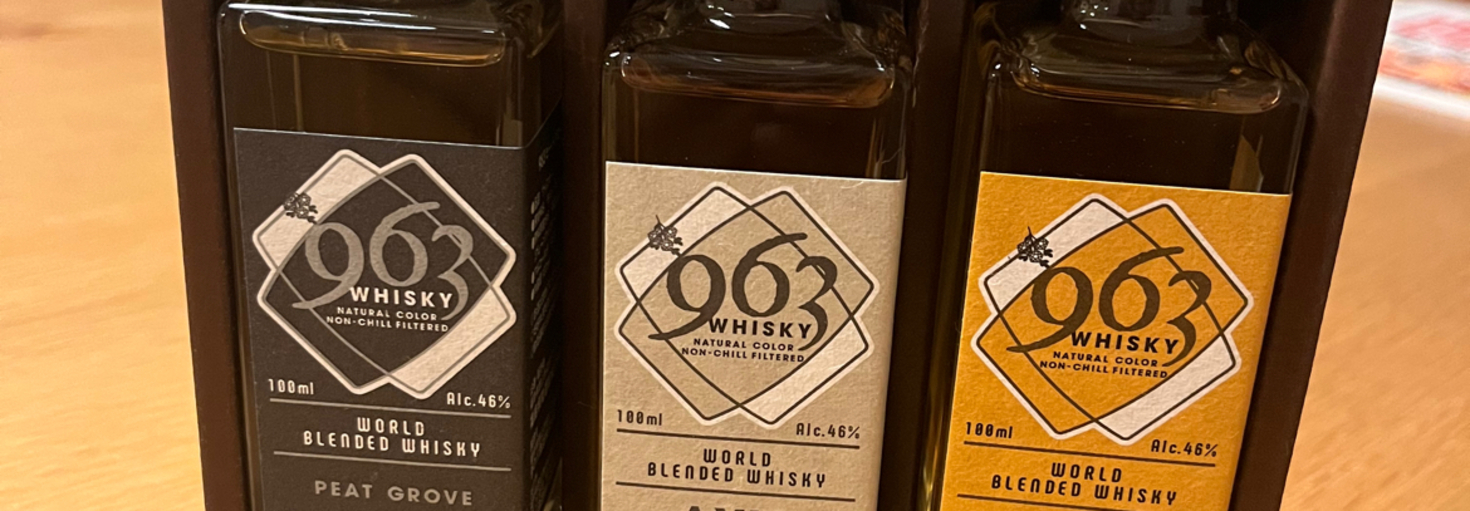 963
WHISKY
NATURAL COLOR
NON-CHILL FILTERED
100ml
Alc.46%
WORLD
BLENDED WHISKY
PEAT GROVE
963
WHISKY
NATURAL COLOR
NON-CHILL FILTERED
100ml
Alc.46%
WORLD
BLENDED WHISKY
963
WHISKY
NATURAL COLOR
NON-CHILL FILTERED
100ml
Alc.46%
WORLD
BLENDED WHISKY